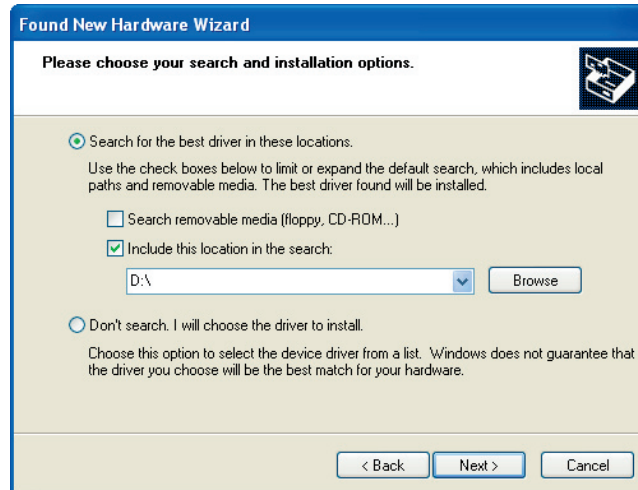 Found New Hardware Wizard
Please choose your search and installation options.
Search for the best driver in these locations.
Use the check boxes below to limit or expand the default search, which includes local
paths and removable media. The best driver found will be installed.
Search removable media (floppy, CD-ROM...)
Include this location in the search:
D:\
Browse
Don't search. I will choose the driver to install.
Choose this option to select the device driver from a list.  Windows does not guarantee that
the driver you choose will be the best match for your hardware.
< Back
Next >
Cancel